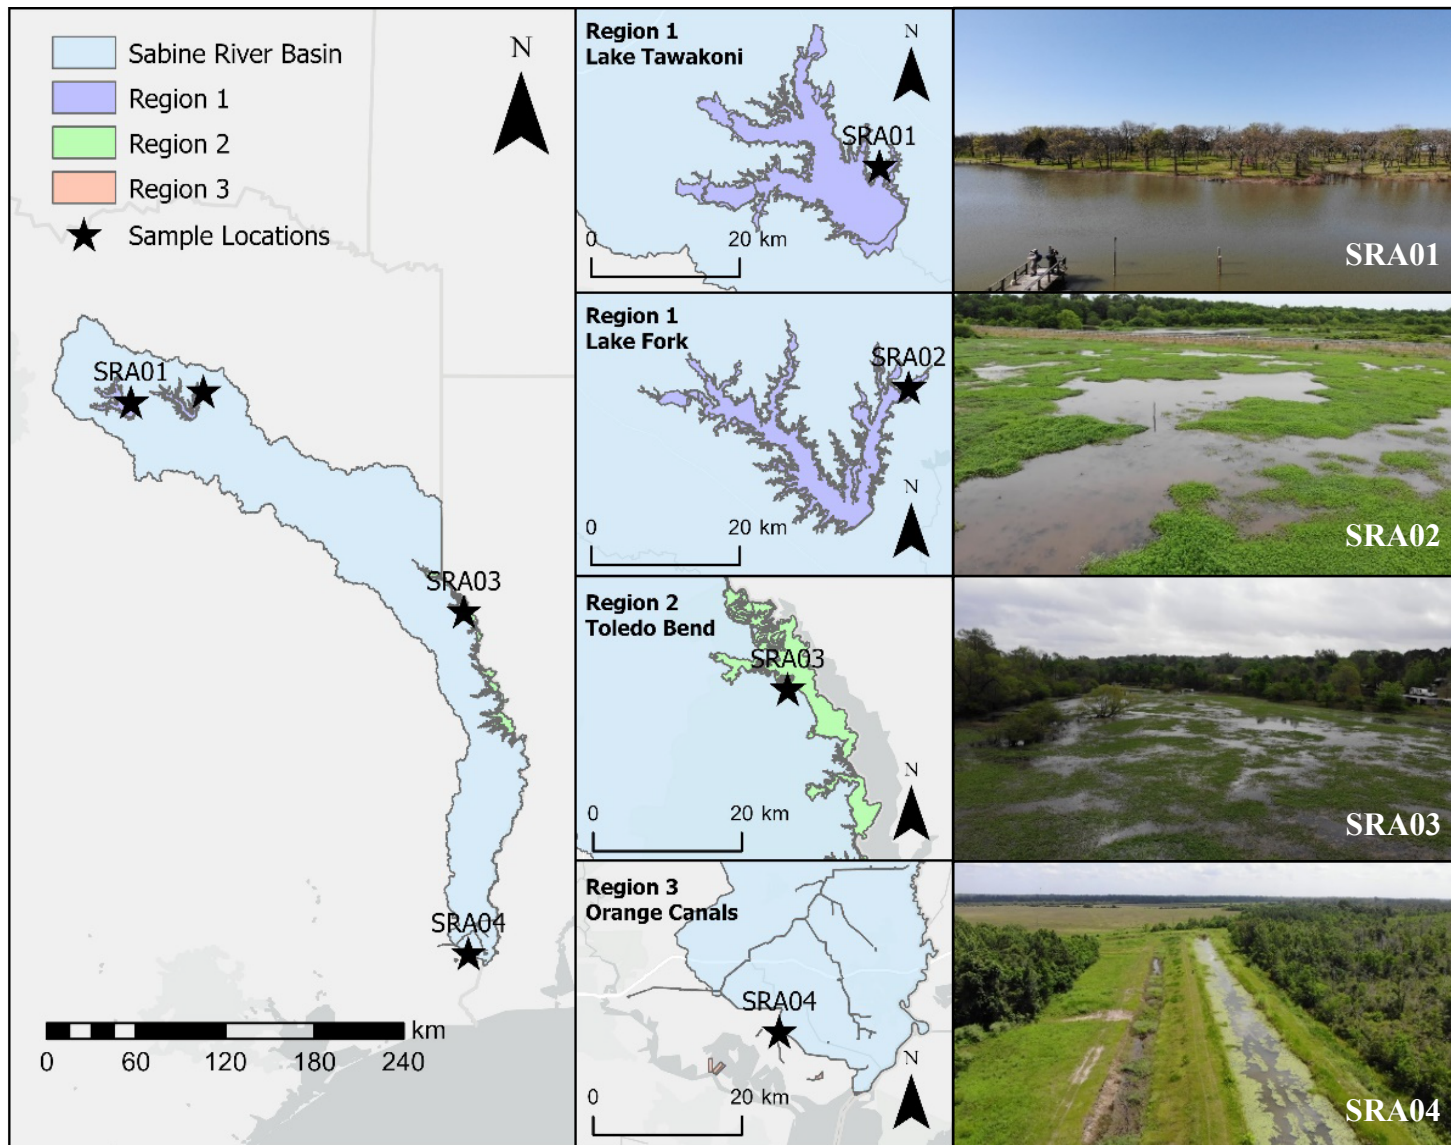 Sabine River Basin
Region 1
Region 2
Region 3
Sample Locations
N
SRA01
SRA03
SRA04
km
0 60 120 180 240
Region 1
Lake Tawakoni
N
SRA01
0 20 km
Region 1
Lake Fork
SRA02
N
0 20 km
Region 2
Toledo Bend
SRA03
N
0 20 km
Region 3
Orange Canals
SRA04
N
0 20 km
SRA01
SRA02
SRA03
SRA04